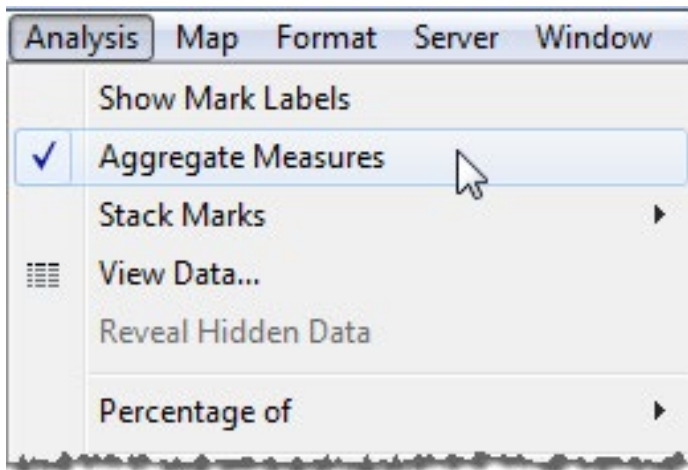 Analysis Map Format Server Window
Show Mark Labels
Aggregate Measures
Stack Marks
View Data...
Reveal Hidden Data
Percentage of